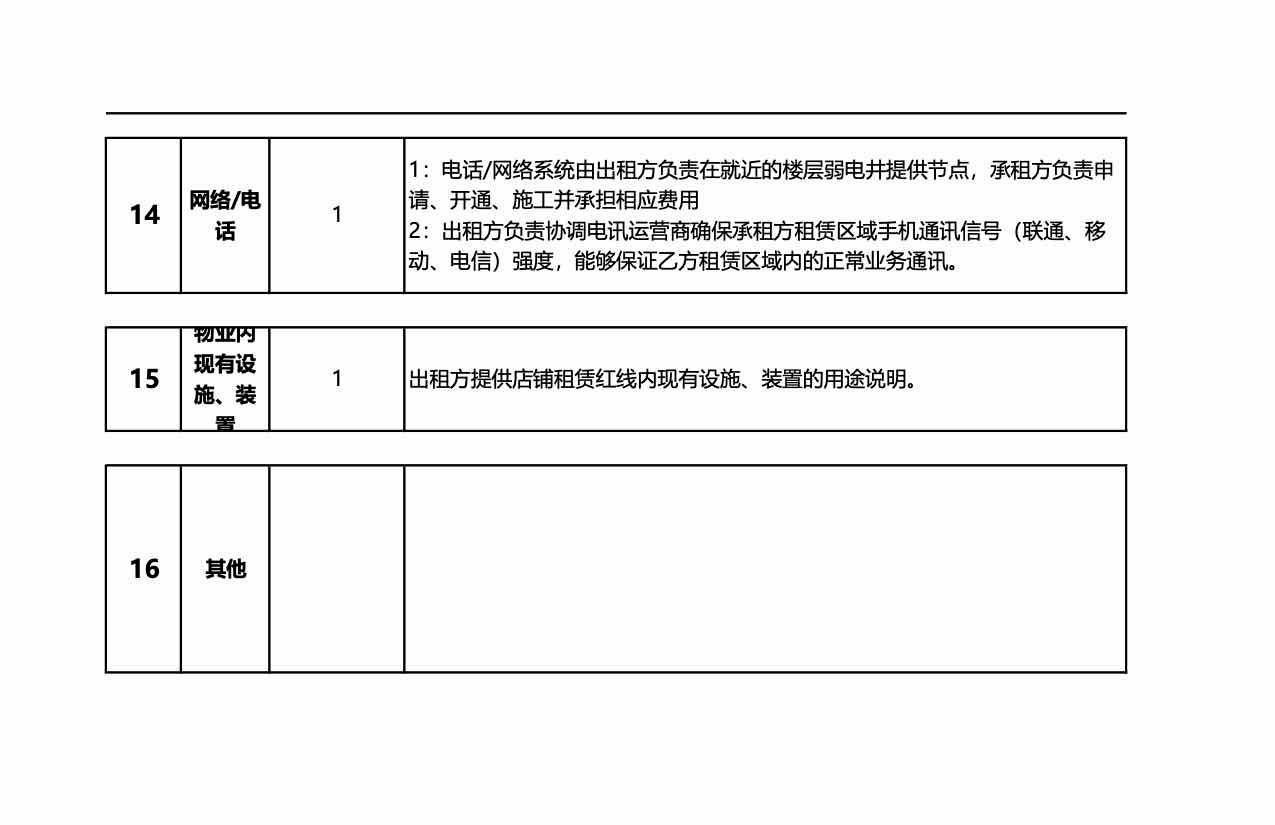 14
网络/电
话
1
1：电话/网络系统由出租方负责在就近的楼层弱电井提供节点，承租方负责申
请、开通、施工并承担相应费用
2：出租方负责协调电讯运营商确保承租方租赁区域手机通讯信号（联通、移
动、电信）强度，能够保证乙方租赁区域内的正常业务通讯。
15
物业内
现有设
施、装
置
1
出租方提供店铺租赁红线内现有设施、装置的用途说明。
16
其他